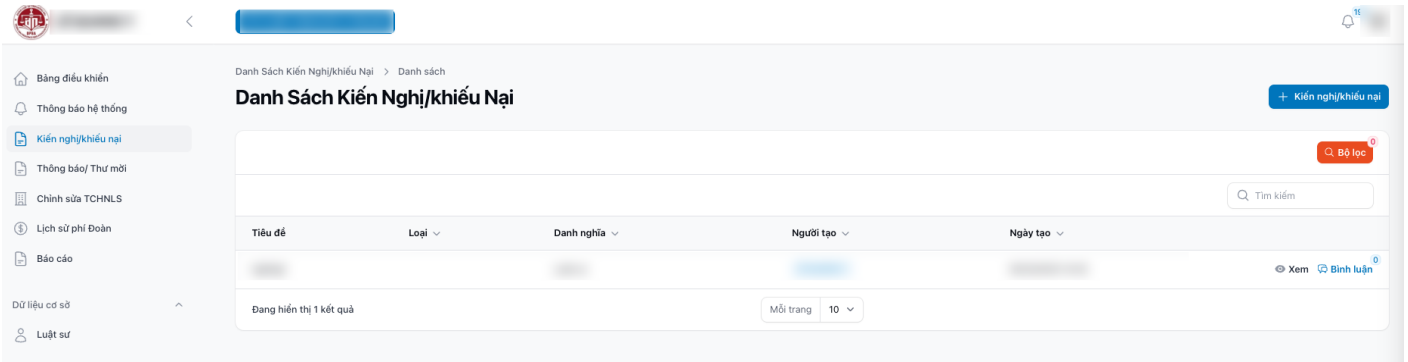 19
Danh Sách Kiến Nghị/khiếu Nại > Danh sách
Danh Sách Kiến Nghị/khiếu Nại
+ Kiến nghị/khiếu nại
Bảng điều khiển
Thông báo hệ thống
Kiến nghị/khiếu nại
Thông báo/ Thư mời
Chỉnh sửa TCHNLS
Lịch sử phí Đoàn
Báo cáo
Dữ liệu cơ sở
Luật sư
0
Bộ lọc
Tìm kiếm
Tiêu đề Loại Danh nghĩa Người tạo Ngày tạo
Xem Bình luận 0
Đang hiển thị 1 kết quả Mỗi trang 10